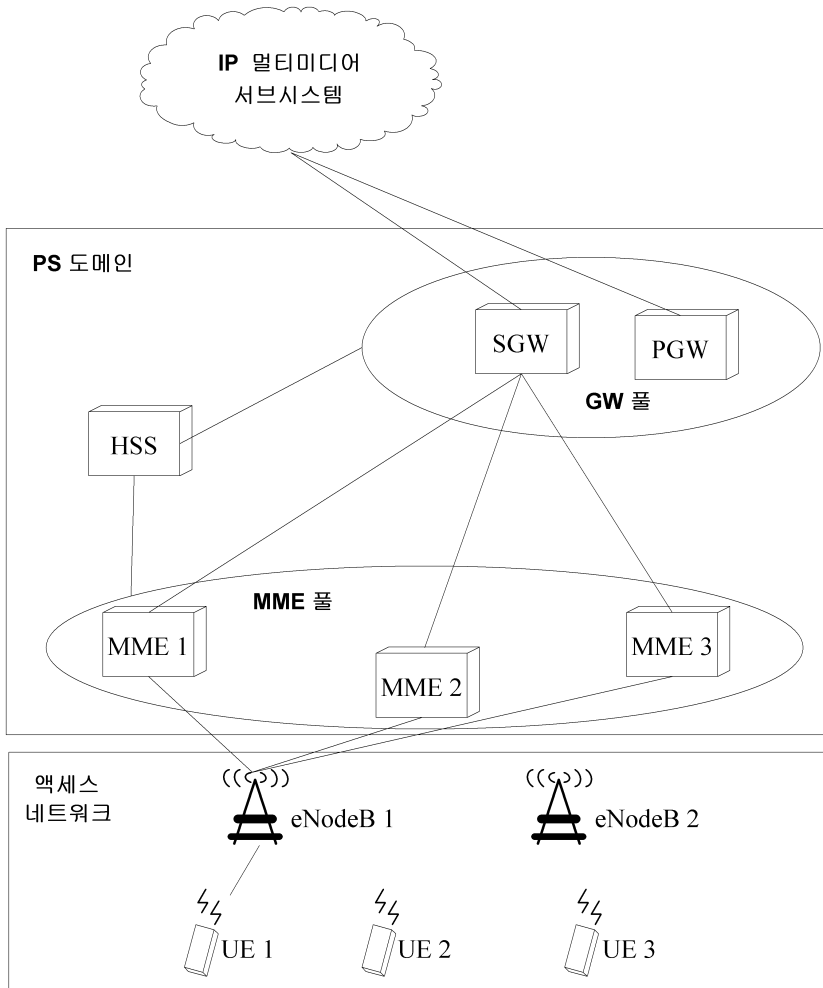 IP 멀티미디어
서브시스템
PS 도메인
SGW
PGW
GW 풀
HSS
MME 풀
MME 1
MME 2
MME 3
액세스
네트워크
eNodeB 1
eNodeB 2
UE 1
UE 2
UE 3